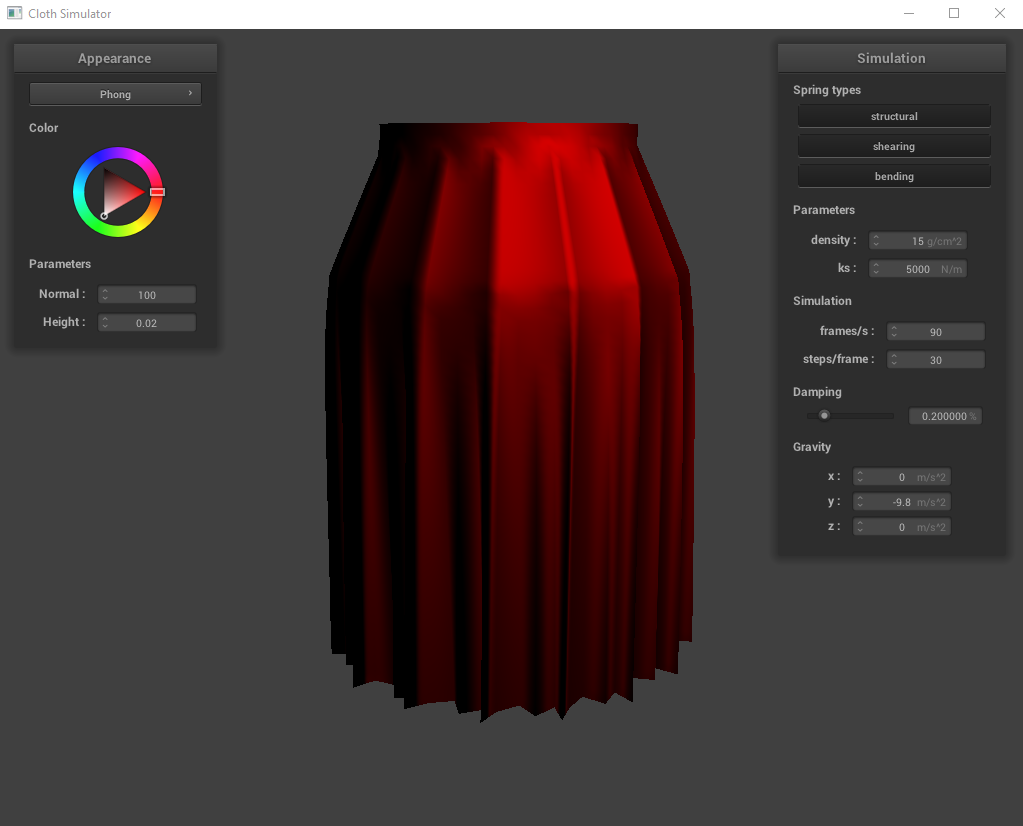 Cloth Simulator
Appearance
Phong
Color
Parameters
Normal : 100
Height : 0.02
Simulation
Spring types
structural
shearing
bending
Parameters
density : 15 g/cm^2
ks : 5000 N/m
Simulation
frames/s : 90
steps/frame : 30
Damping
0.200000 %
Gravity
x : 0 m/s^2
y : -9.8 m/s^2
z : 0 m/s^2